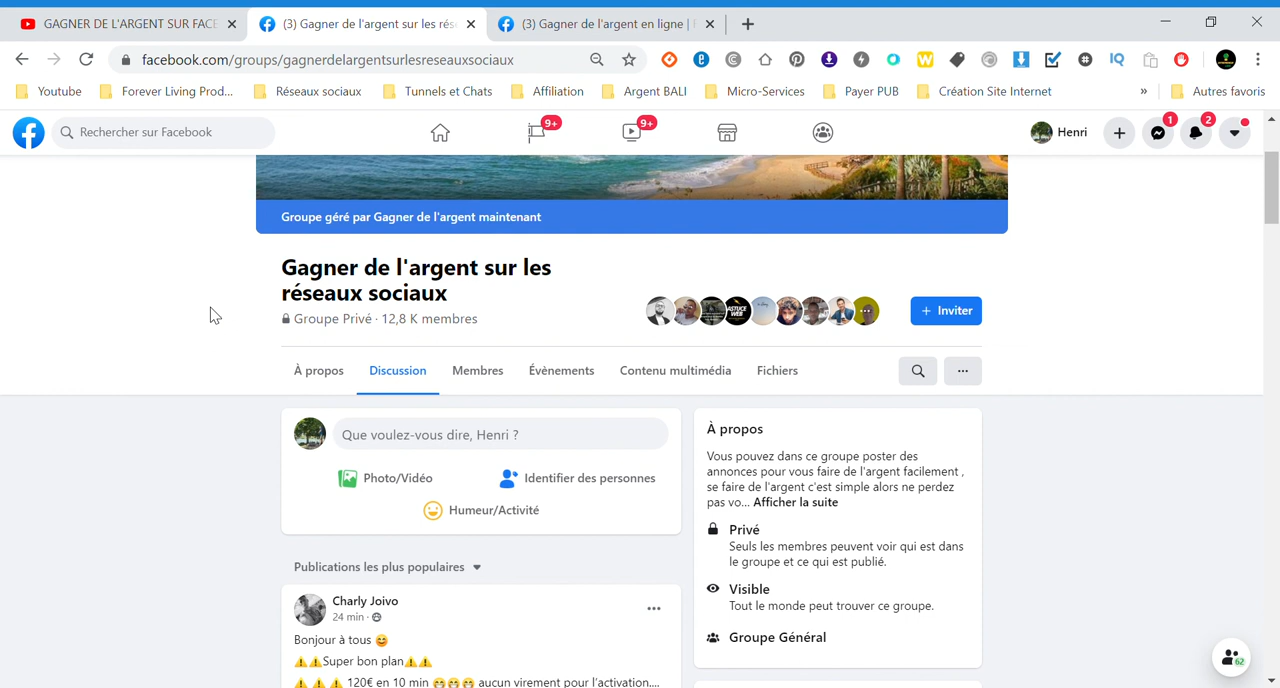 GAGNER DE L'ARGENT SUR FACE
(3) Gagner de l'argent sur les rése
(3) Gagner de l'argent en ligne |
facebook.com/groups/gagnerdelargentsurlesreseauxsociaux
Youtube
Forever Living Prod...
Réseaux sociaux
Tunnels et Chats
Affiliation
Argent BALI
Micro-Services
Payer PUB
Création Site Internet
»
Autres favoris
Rechercher sur Facebook
9+
9+
Henri
1
2
Groupe géré par Gagner de l'argent maintenant
Gagner de l'argent sur les
réseaux sociaux
Groupe Privé · 12,8 K membres
ASTUCE
WEB
+ Inviter
À propos
Discussion
Membres
Évènements
Contenu multimédia
Fichiers
Que voulez-vous dire, Henri ?
Photo/Vidéo
Identifier des personnes
Humeur/Activité
À propos
Vous pouvez dans ce groupe poster des
annonces pour vous faire de l'argent facilement ,
se faire de l'argent c'est simple alors ne perdez
pas vo... Afficher la suite
Privé
Seuls les membres peuvent voir qui est dans
le groupe et ce qui est publié.
Visible
Tout le monde peut trouver ce groupe.
Groupe Général
Publications les plus populaires
Charly Joivo
24 min ·
Bonjour à tous 😊
⚠️⚠️Super bon plan⚠️⚠️
⚠️⚠️⚠️ 120€ en 10 min 😁😁😁 aucun virement pour l'activation....
62